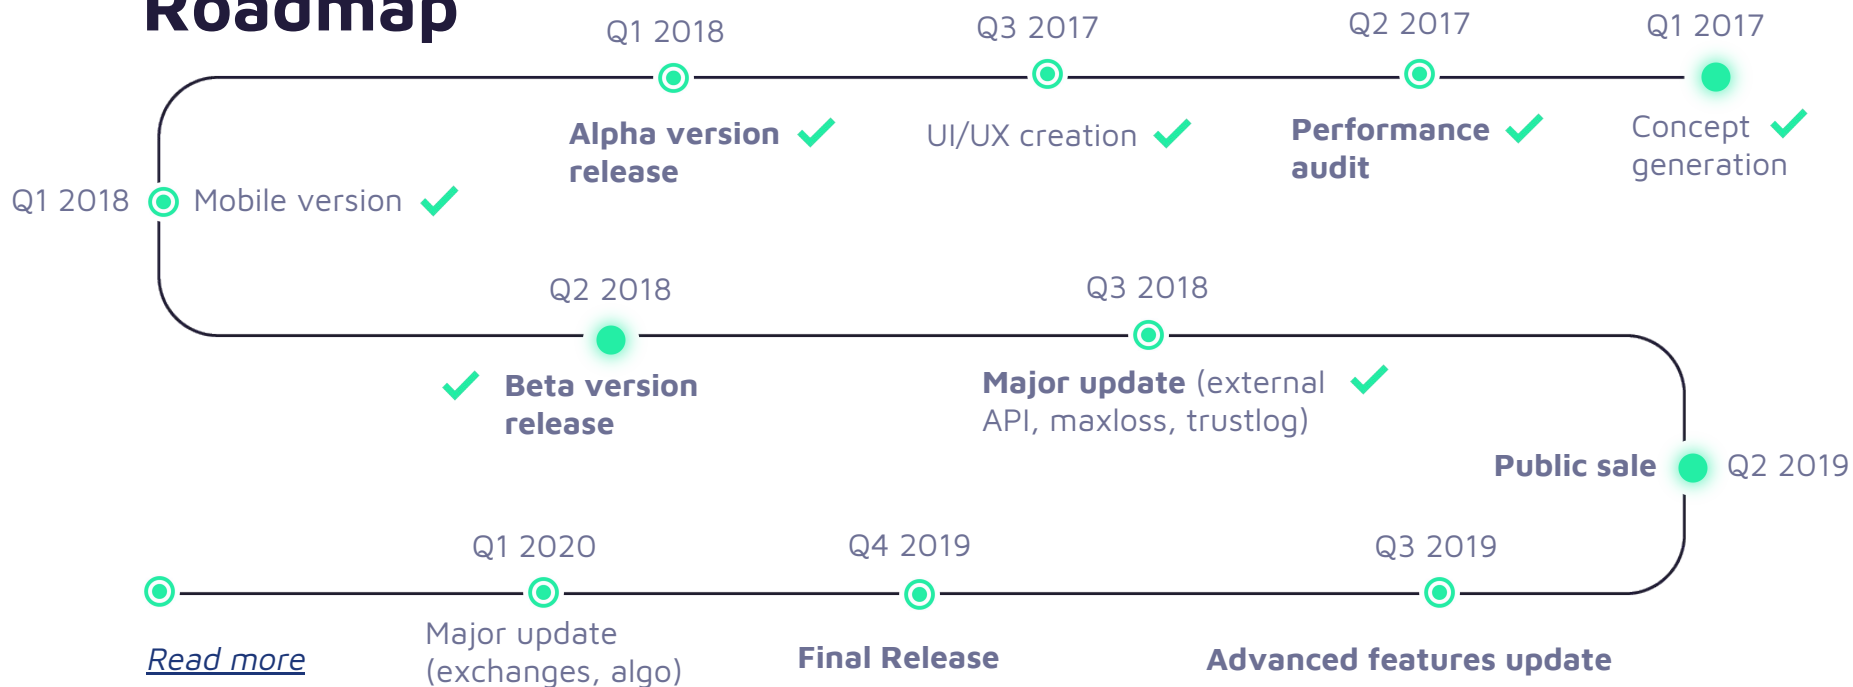 Roadmap
Q1 2018
Q3 2017
Q2 2017
Q1 2017
Alpha version
release
UI/UX creation
Performance
audit
Concept
generation
Q1 2018
Mobile version
Q2 2018
Q3 2018
Beta version
release
Major update (external
API, maxloss, trustlog)
Public sale
Q2 2019
Q1 2020
Q4 2019
Q3 2019
Read more
Major update
(exchanges, algo)
Final Release
Advanced features update